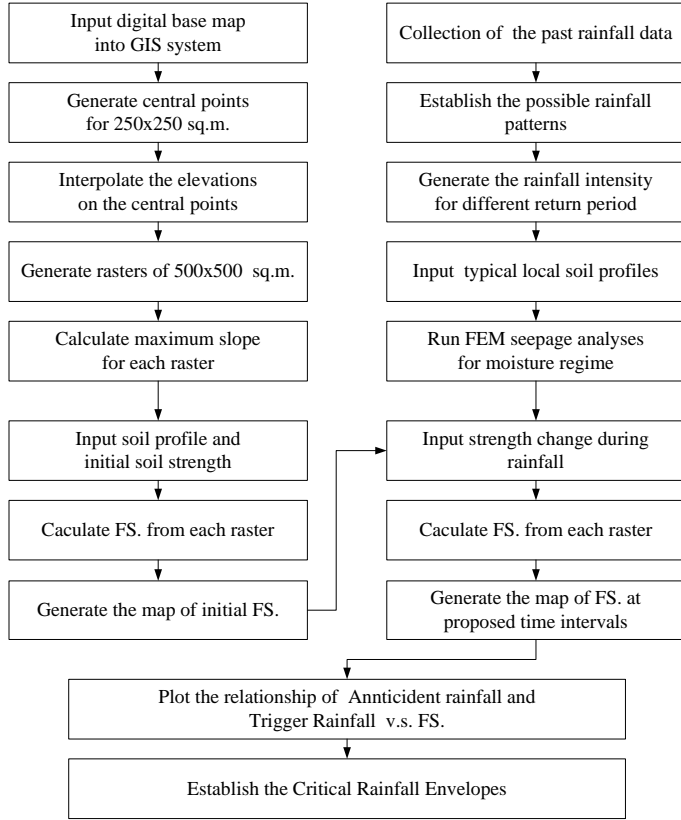 Input digital base map
into GIS system
Generate central points
for 250x250 sq.m.
Interpolate the elevations
on the central points
Generate rasters of 500x500 sq.m.
Calculate maximum slope
for each raster
Input soil profile and
initial soil strength
Caculate FS. from each raster
Generate the map of initial FS.
Collection of the past rainfall data
Establish the possible rainfall
patterns
Generate the rainfall intensity
for different return period
Input typical local soil profiles
Run FEM seepage analyses
for moisture regime
Input strength change during
rainfall
Caculate FS. from each raster
Generate the map of FS. at
proposed time intervals
Plot the relationship of Annticident rainfall and
Trigger Rainfall v.s. FS.
Establish the Critical Rainfall Envelopes